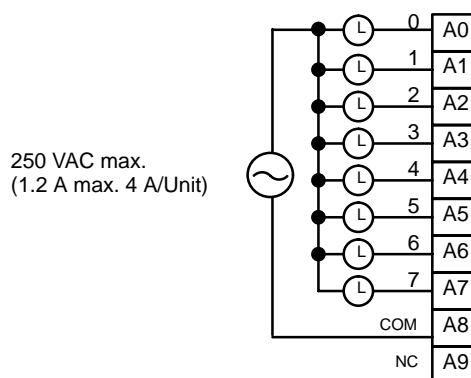 L 0 A0
L 1 A1
L 2 A2
L 3 A3
250 VAC max.
(1.2 A max. 4 A/Unit)
L 4 A4
L 5 A5
L 6 A6
L 7 A7
COM A8
NC A9